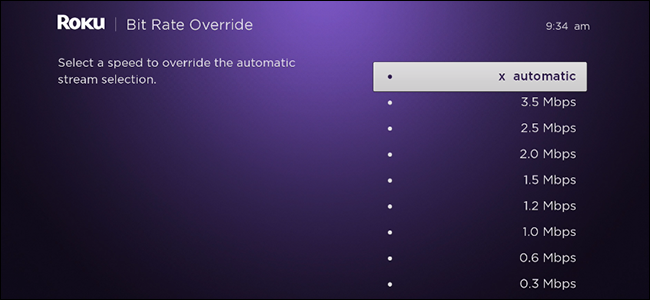 Roku | Bit Rate Override
9:34 am
Select a speed to override the automatic
stream selection.
• x automatic
• 3.5 Mbps
• 2.5 Mbps
• 2.0 Mbps
• 1.5 Mbps
• 1.2 Mbps
• 1.0 Mbps
• 0.6 Mbps
• 0.3 Mbps